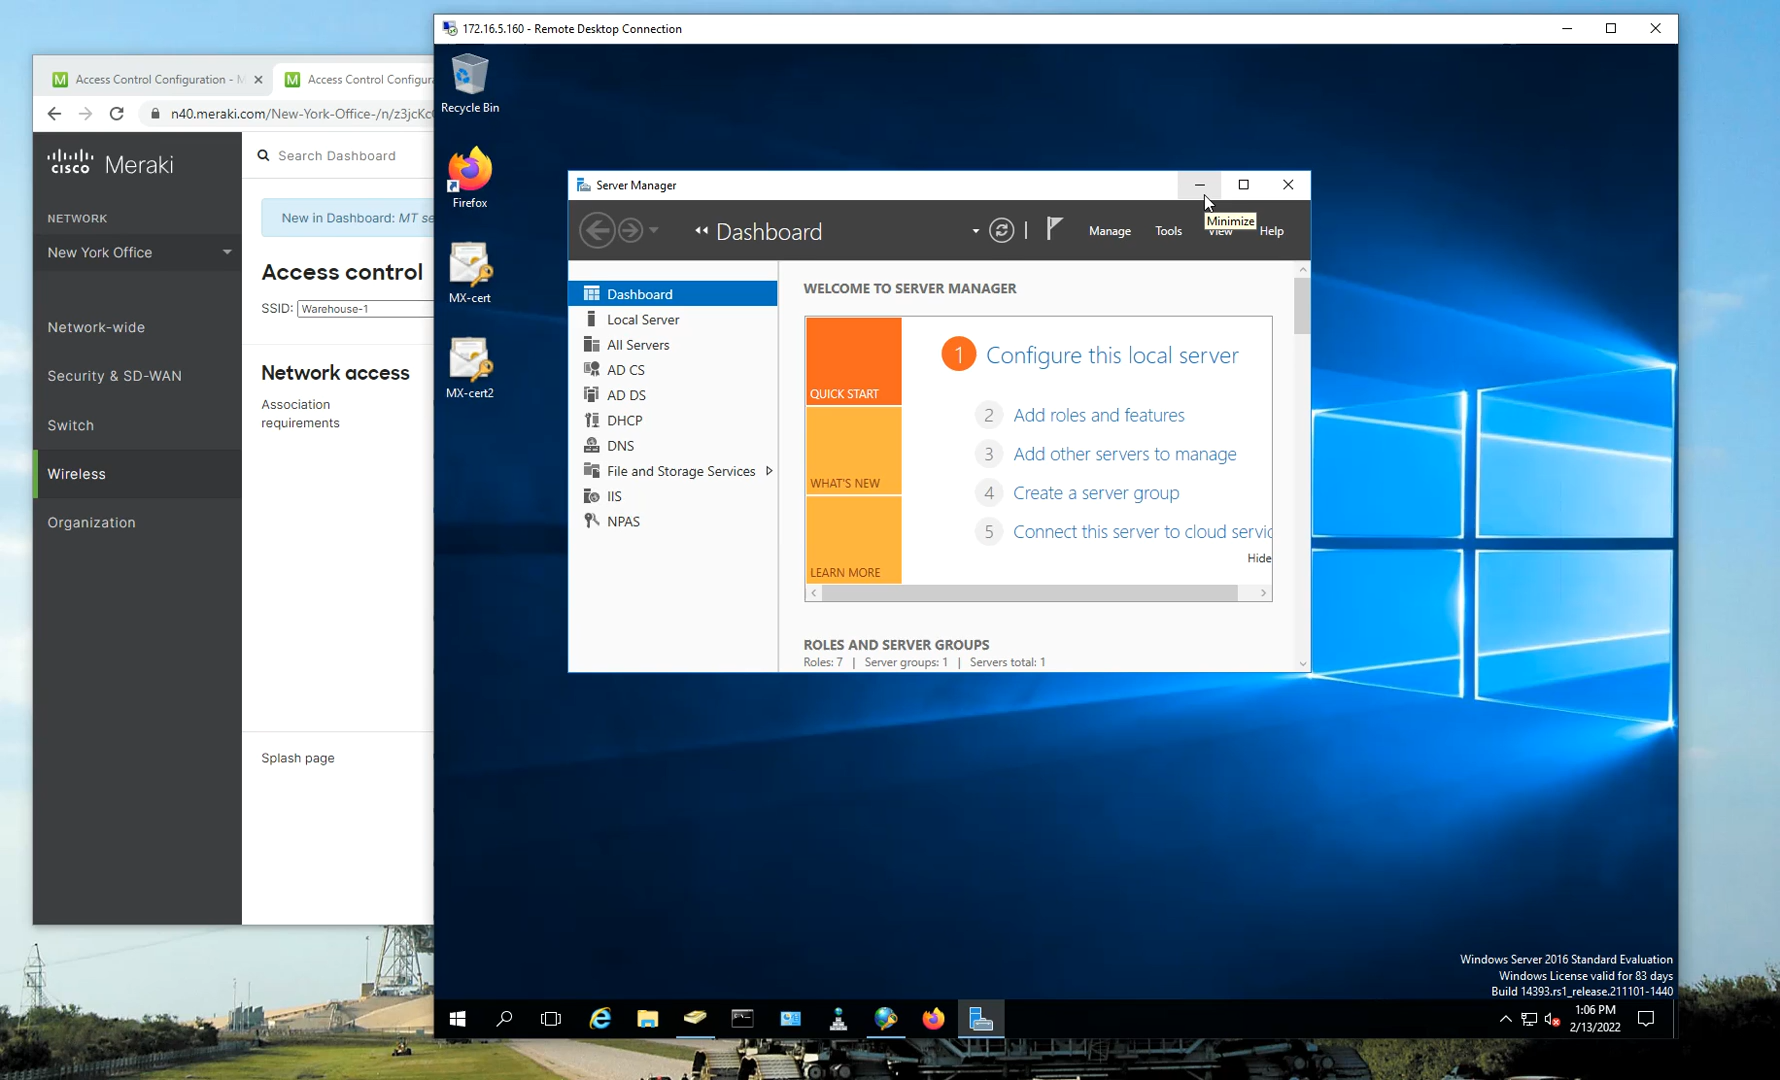 172.16.5.160 - Remote Desktop Connection
Access Control Configuration - M
Access Control Configura
n40.meraki.com/New-York-Office-/n/z3jcKc
CISCO Meraki
Search Dashboard
NETWORK
New in Dashboard: MT se
New York Office
Access control
SSID: Warehouse-1
Network-wide
Network access
Security & SD-WAN
Association
requirements
Switch
Wireless
Organization
Splash page
Recycle Bin
Firefox
MX-cert
MX-cert2
Server Manager
Minimize
Dashboard
Manage Tools View Help
Dashboard
Local Server
All Servers
AD CS
AD DS
DHCP
DNS
File and Storage Services
IIS
NPAS
WELCOME TO SERVER MANAGER
QUICK START
WHAT'S NEW
LEARN MORE
1 Configure this local server
2 Add roles and features
3 Add other servers to manage
4 Create a server group
5 Connect this server to cloud servic
Hide
ROLES AND SERVER GROUPS
Roles: 7 | Server groups: 1 | Servers total: 1
Windows Server 2016 Standard Evaluation
Windows License valid for 83 days
Build 14393.rs1_release.211101-1440
1:06 PM
2/13/2022